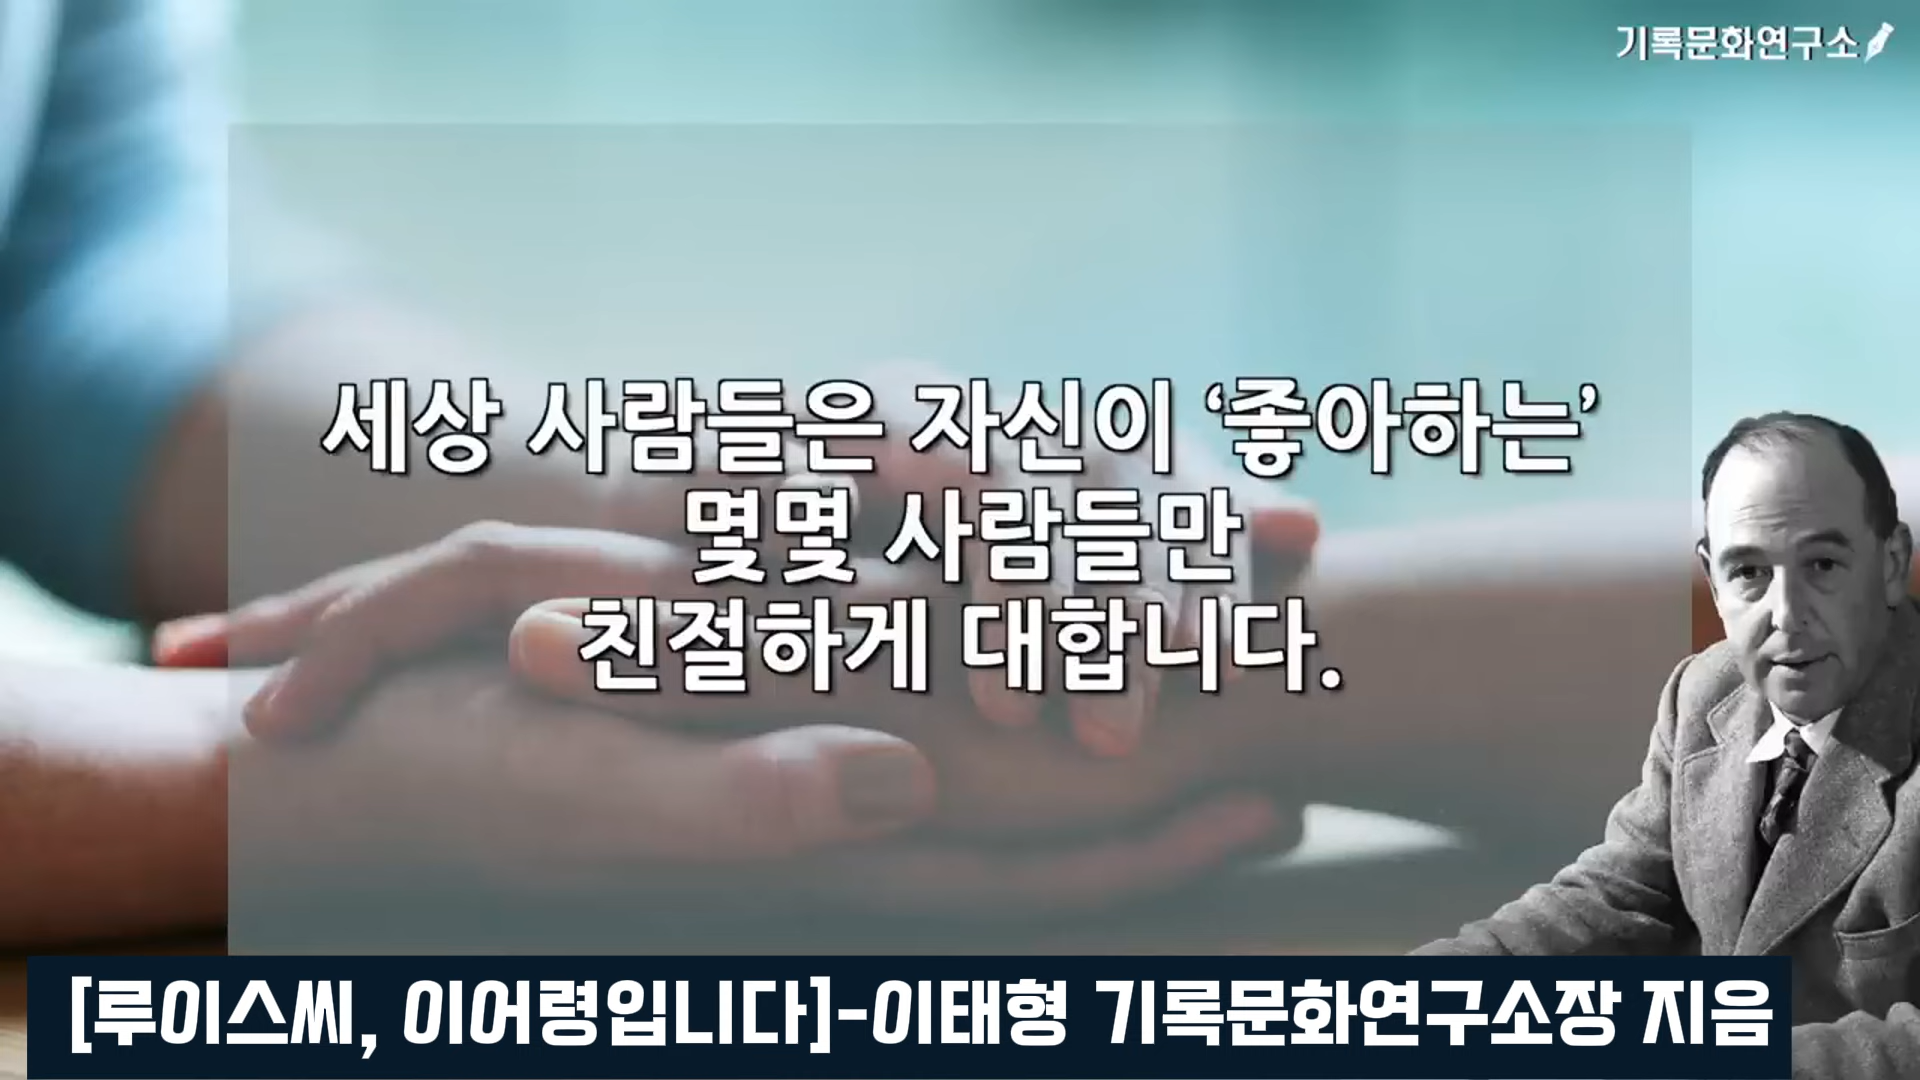 기록문화연구소
세상 사람들은 자신이 ‘좋아하는’
몇몇 사람들만
친절하게 대합니다.
[루이스씨, 이어령입니다]-이태형 기록문화연구소장 지음